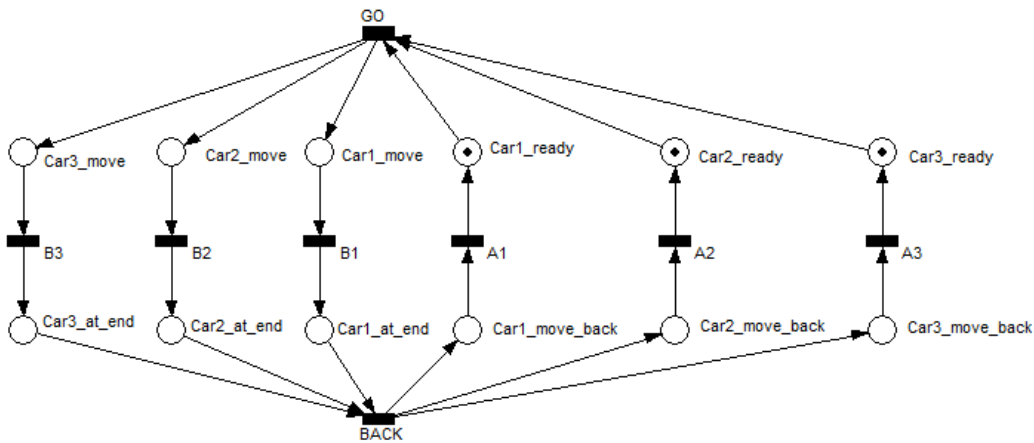 GO
Car3_move
Car2_move
Car1_move
Car1_ready
Car2_ready
Car3_ready
B3
B2
B1
A1
A2
A3
Car3_at_end
Car2_at_end
Car1_at_end
Car1_move_back
Car2_move_back
Car3_move_back
BACK